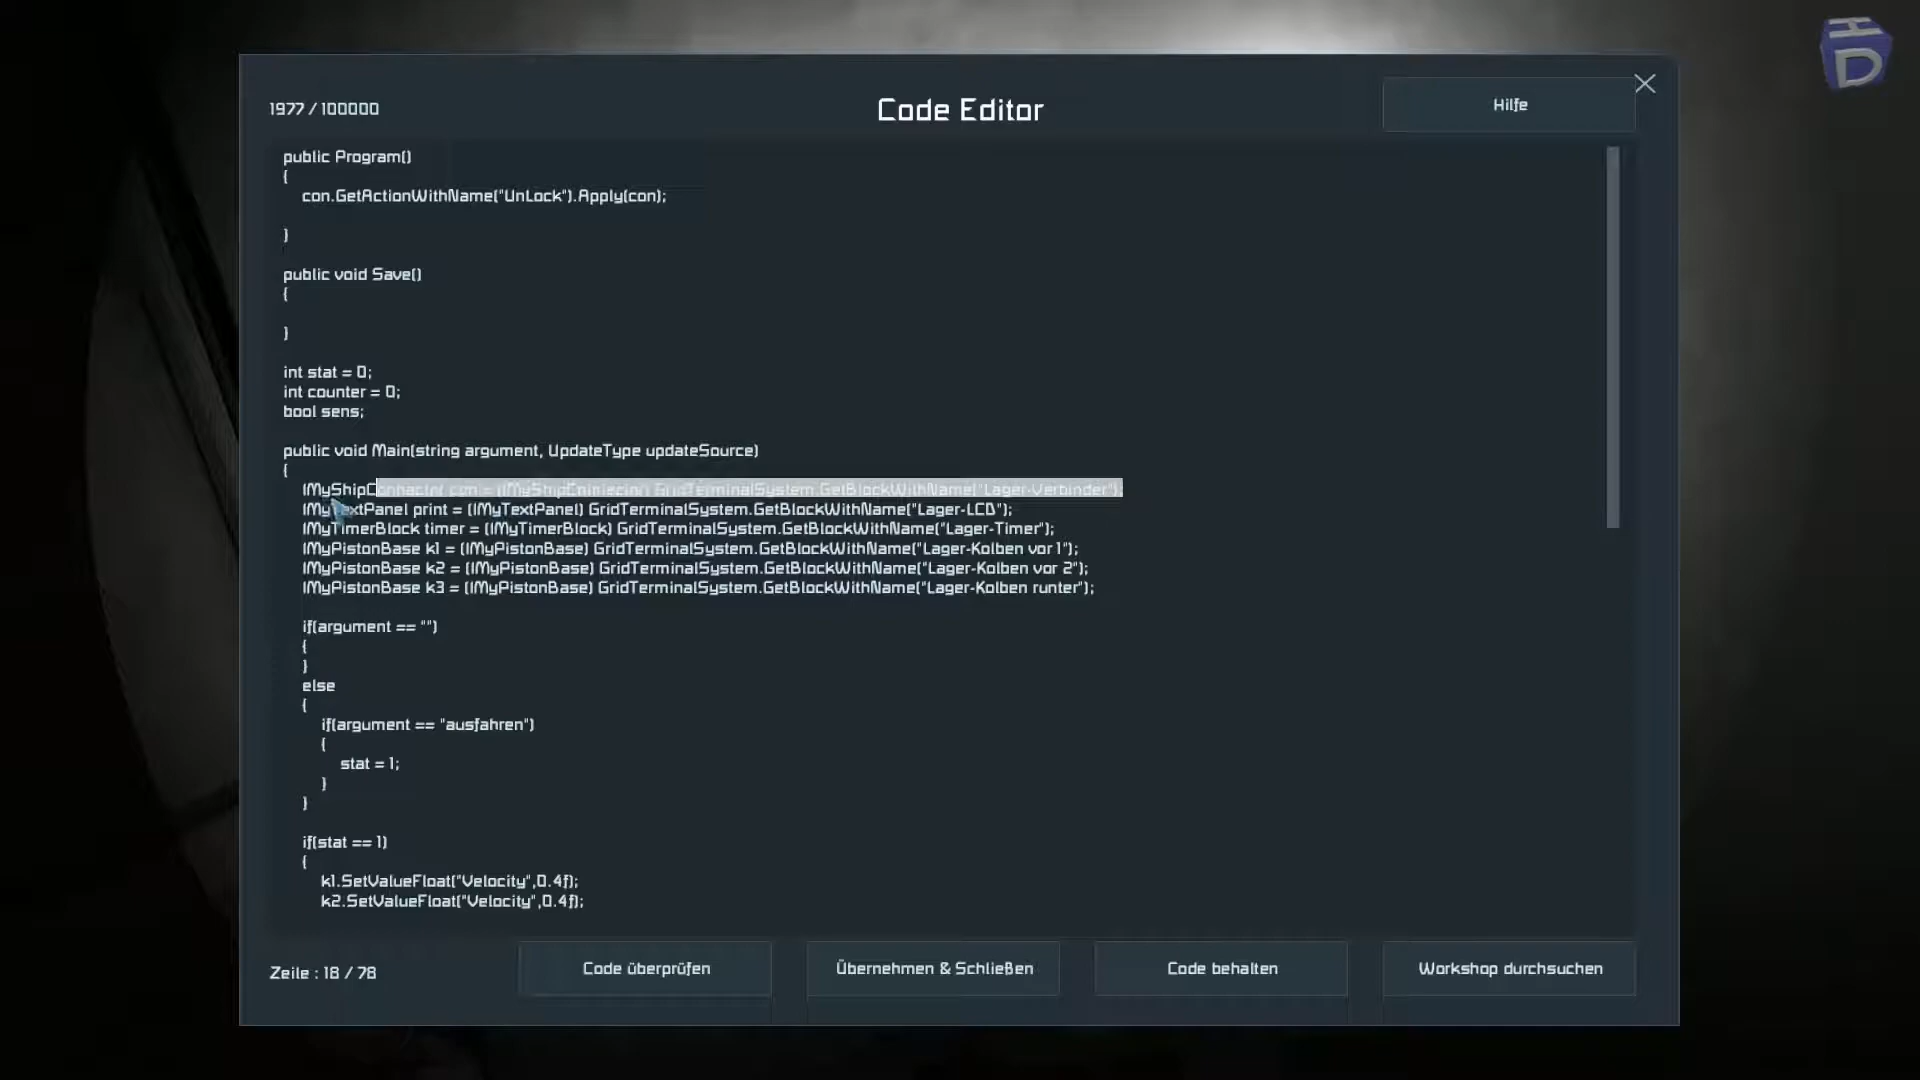 HD
1977 / 100000
Code Editor
Hilfe
public Program()
{
con.GetActionWithName("UnLock").Apply(con);
}
public void Save()
{
}
int stat = 0;
int counter = 0;
bool sens;
public void Main(string argument, UpdateType updateSource)
{
IMyShipConnector con = (IMyShipConnector) GridTerminalSystem.GetBlockWithName("Lager-Verbinder");
IMyTextPanel print = (IMyTextPanel) GridTerminalSystem.GetBlockWithName("Lager-LCD");
IMyTimerBlock timer = (IMyTimerBlock) GridTerminalSystem.GetBlockWithName("Lager-Timer");
IMyPistonBase k1 = (IMyPistonBase) GridTerminalSystem.GetBlockWithName("Lager-Kolben vor 1");
IMyPistonBase k2 = (IMyPistonBase) GridTerminalSystem.GetBlockWithName("Lager-Kolben vor 2");
IMyPistonBase k3 = (IMyPistonBase) GridTerminalSystem.GetBlockWithName("Lager-Kolben runter");
if(argument == "")
{
}
else
{
if(argument == "ausfahren")
{
stat = 1;
}
}
if(stat == 1)
{
k1.SetValueFloat("Velocity",0.4f);
k2.SetValueFloat("Velocity",0.4f);
Zeile : 18 / 78
Code überprüfen
Übernehmen & Schließen
Code behalten
Workshop durchsuchen